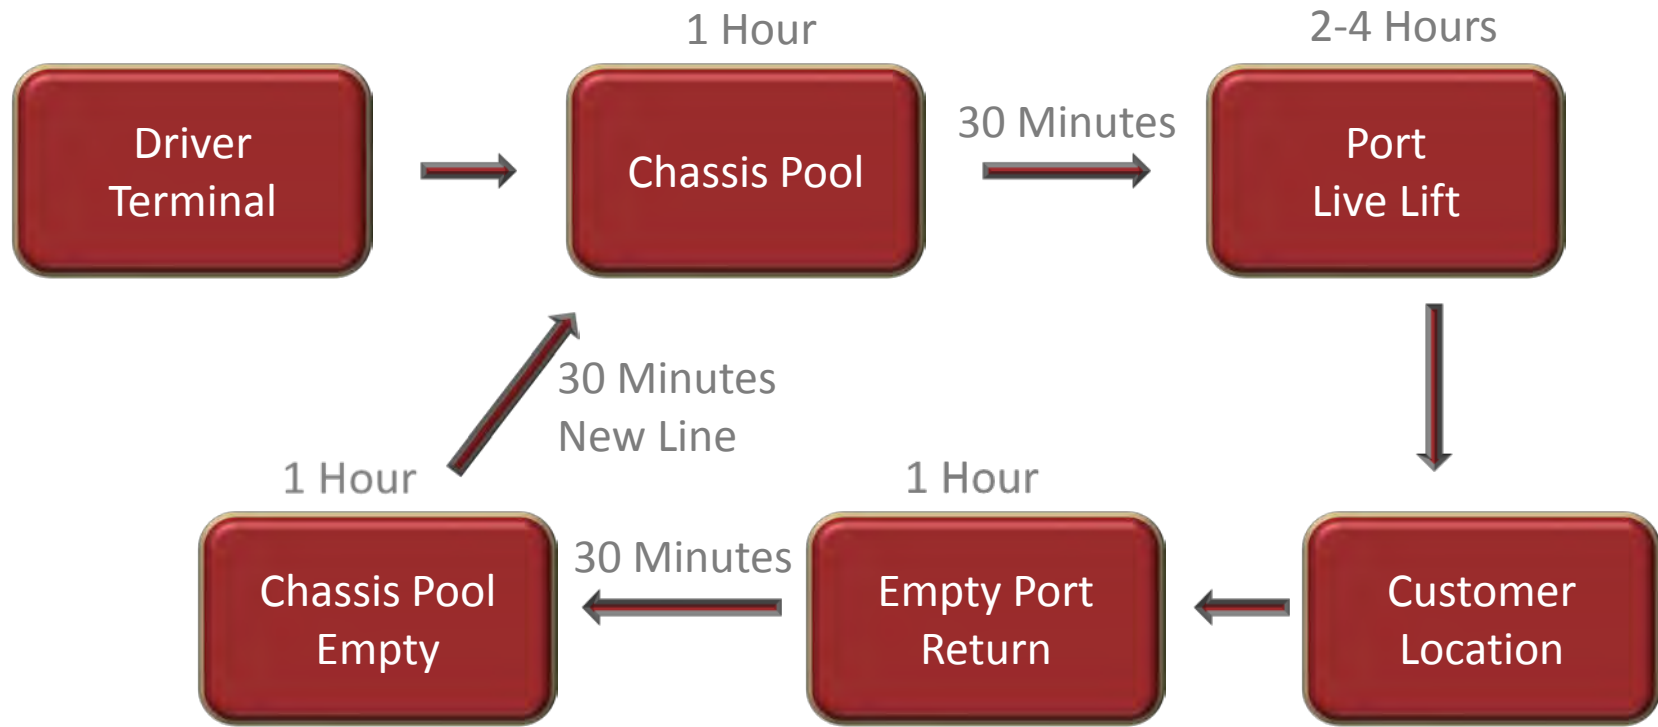 1 Hour
2-4 Hours
Driver
Terminal
Chassis Pool
30 Minutes
Port
Live Lift
30 Minutes
New Line
1 Hour
1 Hour
Chassis Pool
Empty
30 Minutes
Empty Port
Return
Customer
Location